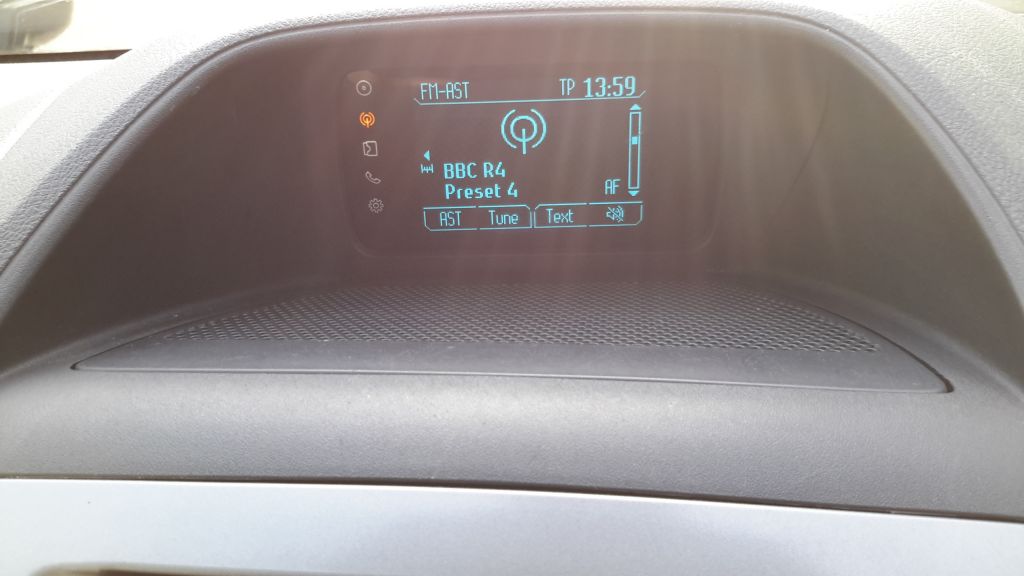 FM-AST TP 13:59
BBC R4
Preset 4
AF
AST Tune Text